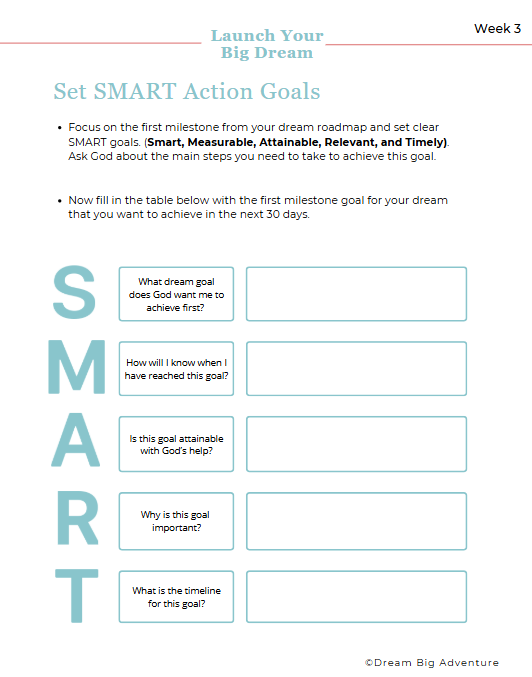 Week 3
Launch Your
Big Dream
Set SMART Action Goals
• Focus on the first milestone from your dream roadmap and set clear
SMART goals. (Smart, Measurable, Attainable, Relevant, and Timely).
Ask God about the main steps you need to take to achieve this goal.
• Now fill in the table below with the first milestone goal for your dream
that you want to achieve in the next 30 days.
S
What dream goal
does God want me to
achieve first?
M
How will I know when I
have reached this goal?
A
Is this goal attainable
with God's help?
R
Why is this goal
important?
T
What is the timeline
for this goal?
©Dream Big Adventure